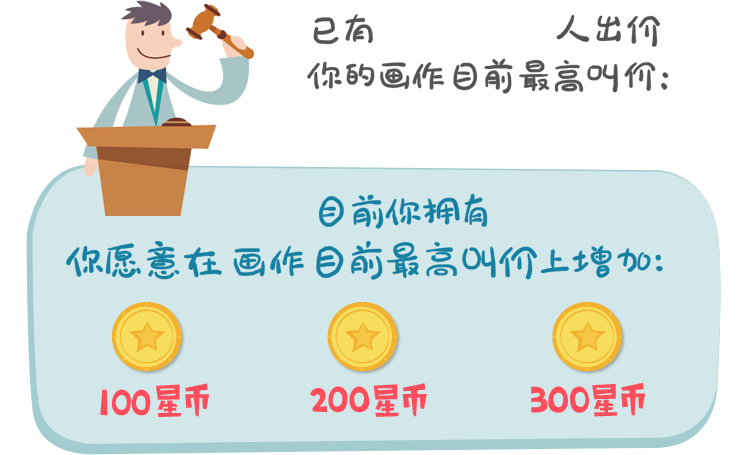 已有 人出价
你的画作目前最高叫价:
目前你拥有
你愿意在画作目前最高叫价上增加:
100星币 200星币 300星币